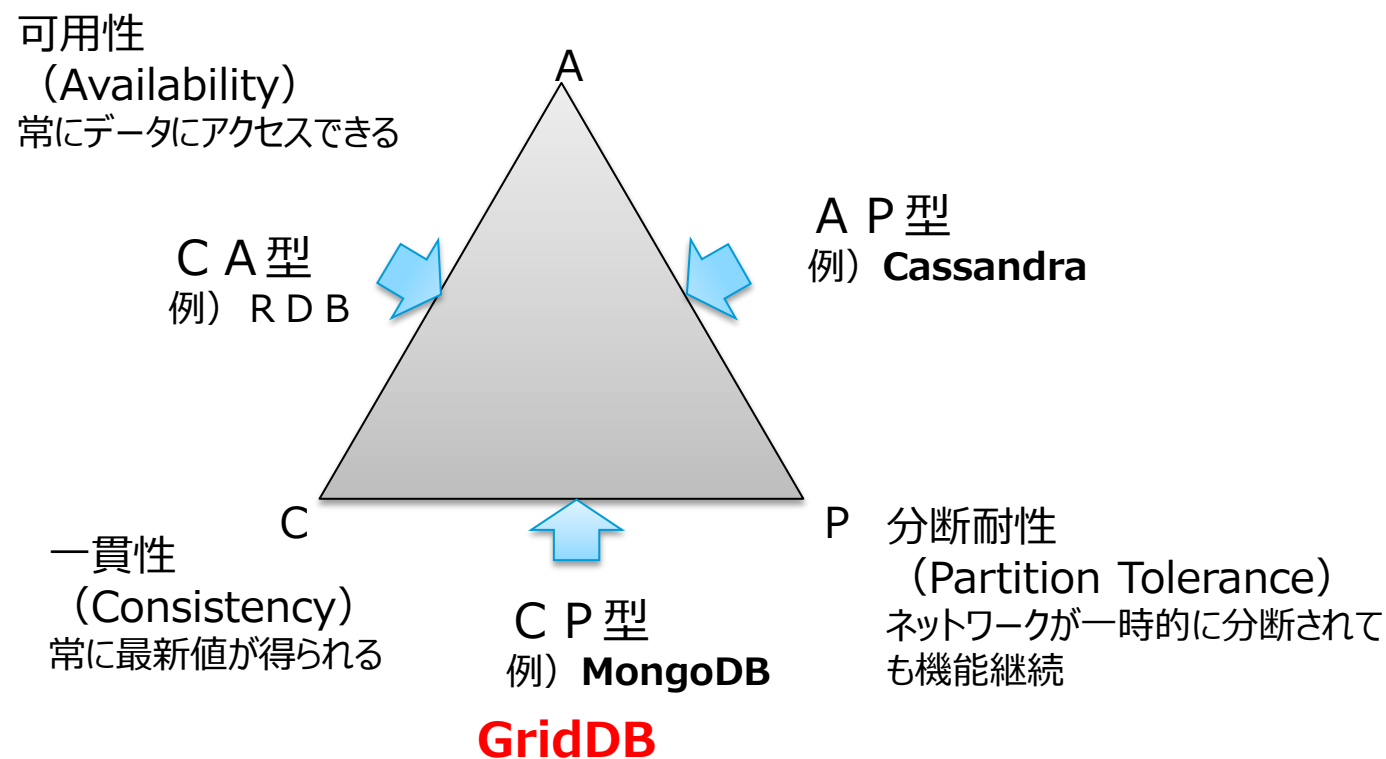 可用性
（Availability）
常にデータにアクセスできる
A
ＡＰ型
例）Cassandra
ＣＡ型
例）ＲＤＢ
C
P
一貫性
（Consistency）
常に最新値が得られる
分断耐性
（Partition Tolerance）
ネットワークが一時的に分断されて
も機能継続
ＣＰ型
例）MongoDB
GridDB